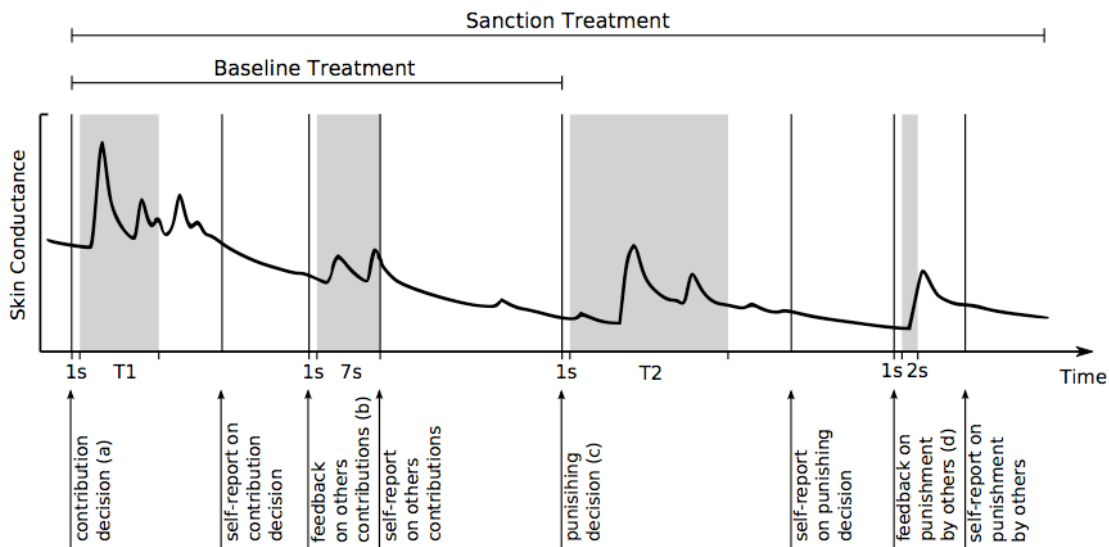 Sanction Treatment
Baseline Treatment
Skin Conductance
1s T1 1s 7s 1s T2 1s 2s
Time
contribution
decision (a)
self-report on
contribution
decision
feedback
on others
contributions (b)
self-report
on others
contributions
punisihing
decision (c)
self-report
on punishing
decision
feedback on
punishment
by others (d)
self-report on
punishment
by others